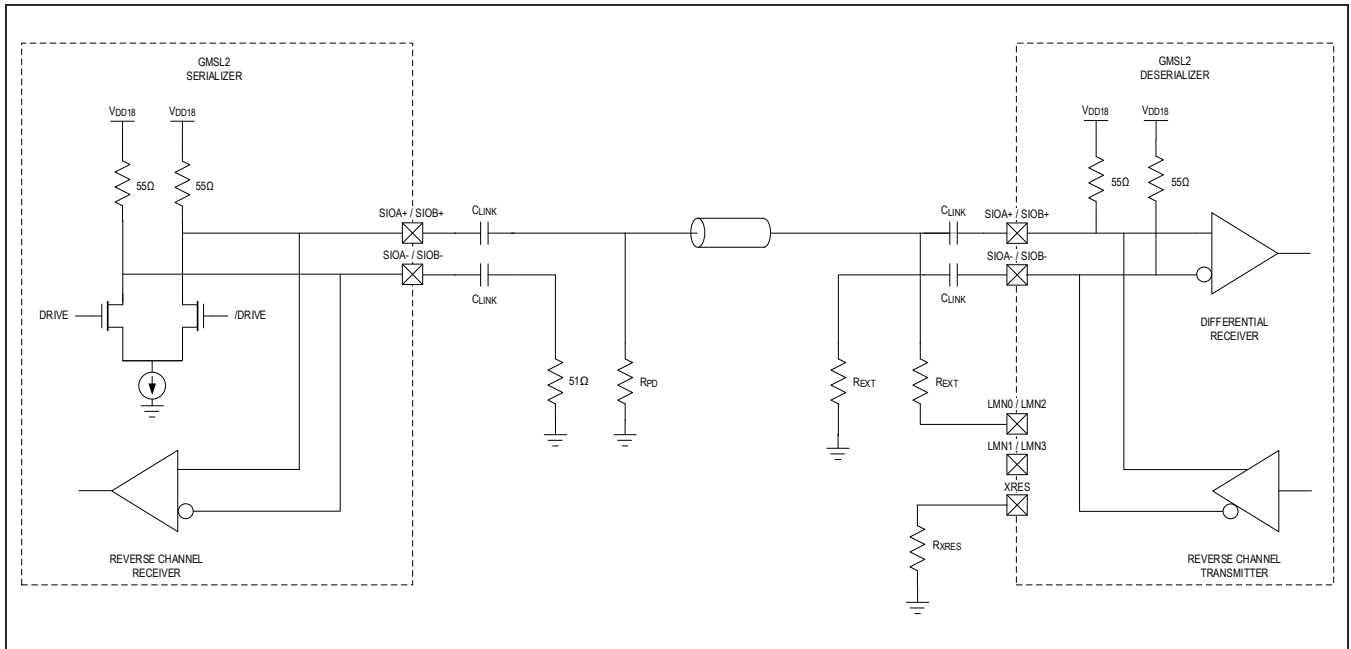 GMSL2
SERIALIZER
VDD18
VDD18
55Ω
55Ω
SIOA+ / SIOB+
SIOA- / SIOB-
DRIVE
/DRIVE
REVERSE CHANNEL
RECEIVER
CLINK
CLINK
51Ω
RPD
CLINK
CLINK
REXT
REXT
GMSL2
DESERIALIZER
VDD18
VDD18
55Ω
55Ω
SIOA+ / SIOB+
SIOA- / SIOB-
DIFFERENTIAL
RECEIVER
LMN0 / LMN2
LMN1 / LMN3
XRES
RXRES
REVERSE CHANNEL
TRANSMITTER